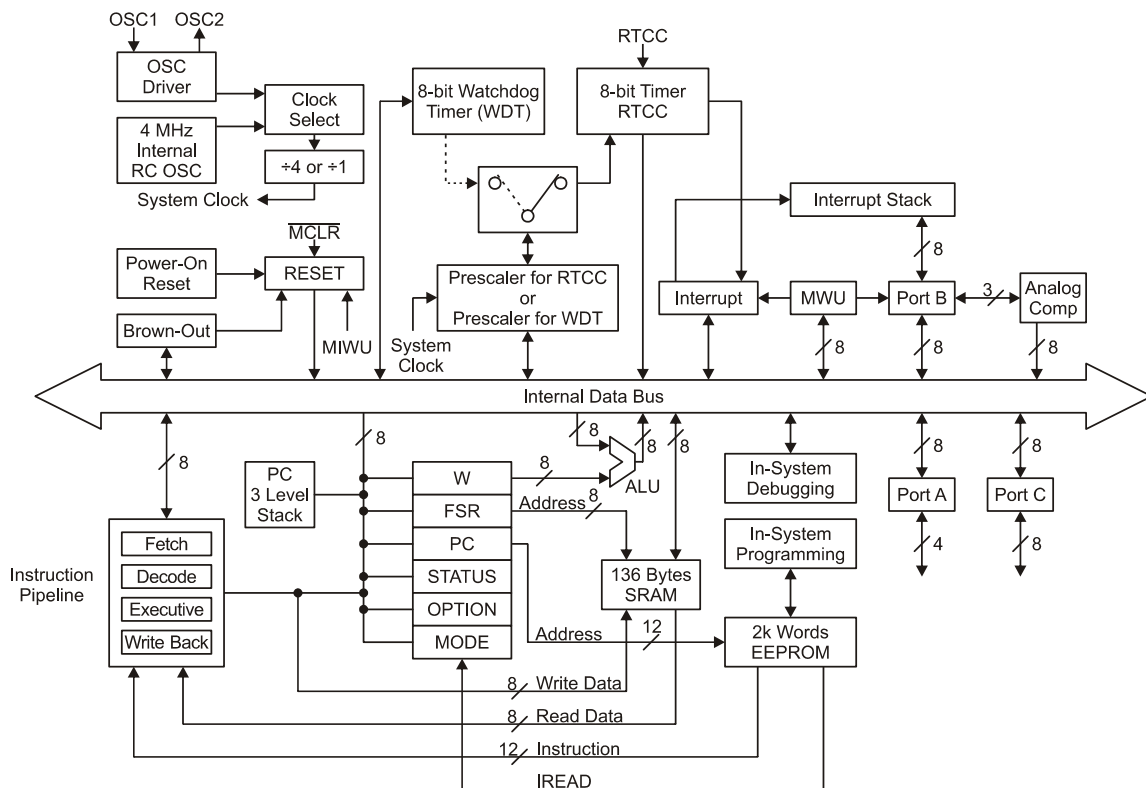 OSC1
OSC2
OSC
Driver
Clock
Select
4 MHz
Internal
RC OSC
÷4 or ÷1
System Clock
MCLR
Power-On
Reset
RESET
Brown-Out
MIWU
8-bit Watchdog
Timer (WDT)
RTCC
8-bit Timer
RTCC
Prescaler for RTCC
or
Prescaler for WDT
System
Clock
Interrupt Stack
8
Interrupt
MWU
Port B
3
Analog
Comp
8
8
8
Internal Data Bus
8
8
8
8
8
8
8
PC
3 Level
Stack
W
FSR
PC
STATUS
OPTION
MODE
8
Address
8
ALU
In-System
Debugging
Port A
Port C
4
8
In-System
Programming
Instruction
Pipeline
Fetch
Decode
Executive
Write Back
136 Bytes
SRAM
Address
12
2k Words
EEPROM
8
Write Data
8
Read Data
12
Instruction
IREAD